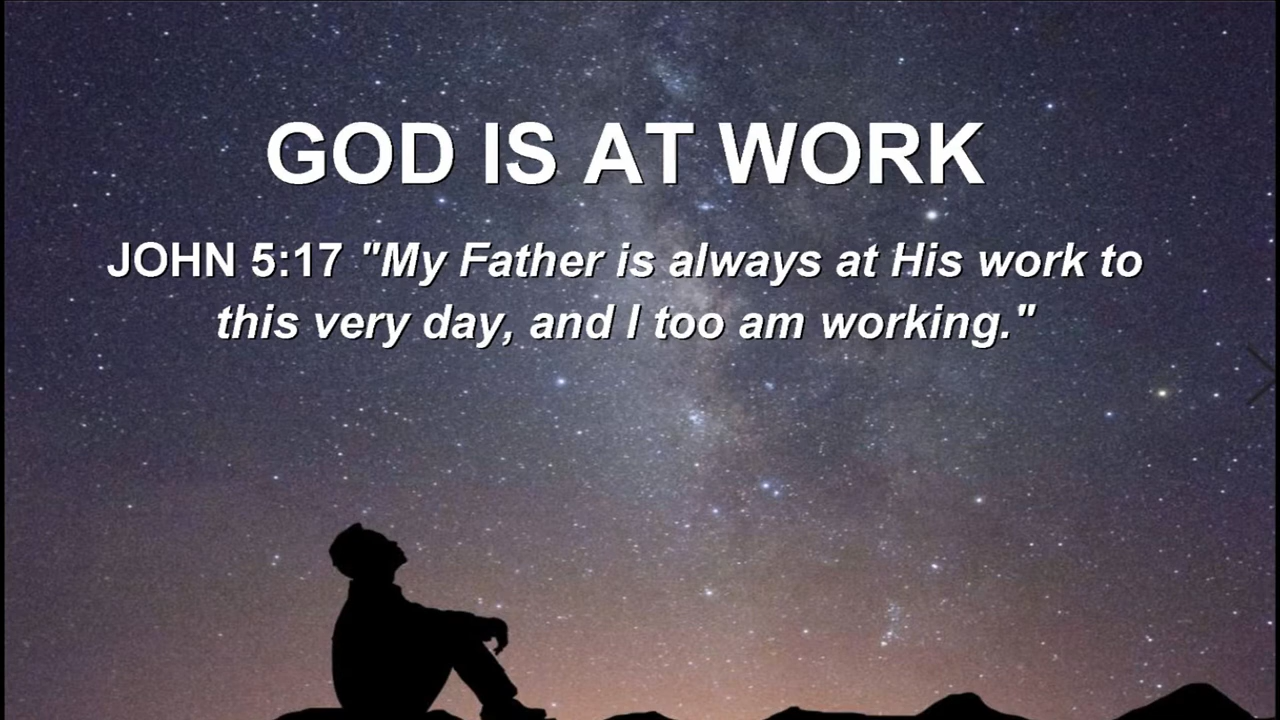 GOD IS AT WORK
JOHN 5:17 "My Father is always at His work to
this very day, and I too am working."